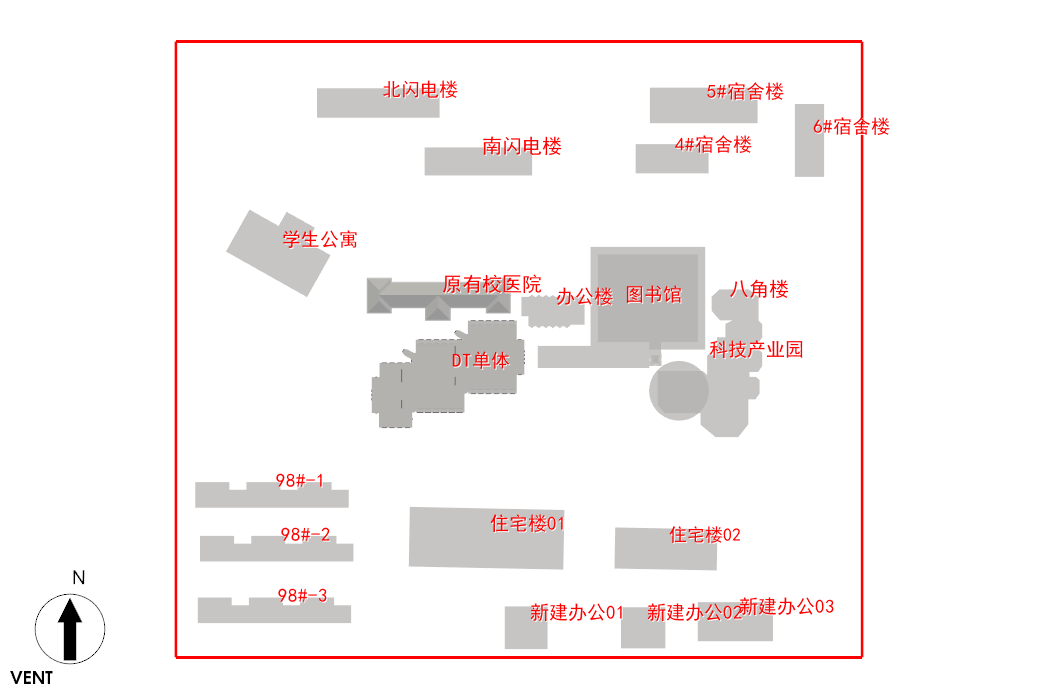 北闪电楼
5#宿舍楼
6#宿舍楼
南闪电楼
4#宿舍楼
学生公寓
原有校医院
办公楼
图书馆
八角楼
科技产业园
DT单体
98#-1
住宅楼01
98#-2
住宅楼02
N
98#-3
新建办公01
新建办公02
新建办公03
VENT